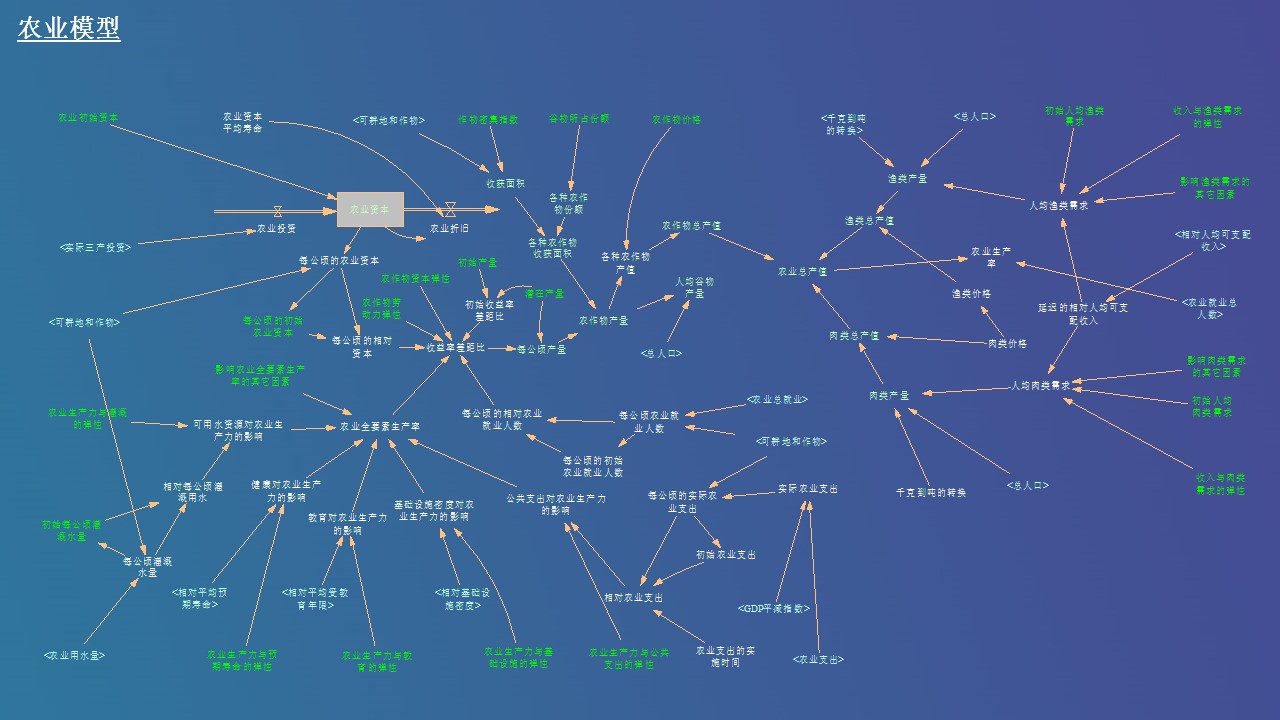 农业模型
农业初始资本
农业资本
平均寿命
<可耕地和作物>
作物密集指数
谷物所占份额
农作物价格
<千克到吨
的转换>
<总人口>
初始人均渔类
需求
收入与渔类需求
的弹性
收获面积
渔类产量
影响渔类需求的
其它因素
各种农作
物份额
人均渔类需求
农业资本
农业投资
农业折旧
渔类总产值
农作物总产值
<实际三产投资>
各种农作物
收获面积
<相对人均可支配
收入>
每公顷的农业资本
初始产量
各种农作物
产值
农业总产值
农业生产
率
农作物资本弹性
潜在产量
人均谷物
产量
渔类价格
农作物劳
动力弹性
初始收益率
差距比
延迟的相对人均可支
配收入
<农业就业总
人数>
<可耕地和作物>
每公顷的初始
农业资本
农作物产量
每公顷的相对
资本
收益率差距比
每公顷产量
<总人口>
肉类总产值
肉类价格
影响农业全要素生产
率的其它因素
影响肉类需求
的其它因素
人均肉类需求
肉类产量
初始人均
肉类需求
农业生产力与灌溉
的弹性
可用水资源对农业生
产力的影响
农业全要素生产率
每公顷的相对农业
就业人数
每公顷农业就
业人数
<农业总就业>
<可耕地和作物>
每公顷的初始
农业就业人数
相对每公顷灌
溉用水
健康对农业生产
力的影响
基础设施密度对农
业生产力的影响
公共支出对农业生产力
的影响
每公顷的实际农
业支出
实际农业支出
千克到吨的转换
<总人口>
收入与肉类
需求的弹性
初始每公顷灌
溉水量
教育对农业生产力
的影响
每公顷灌溉
水量
初始农业支出
<相对平均预
期寿命>
<相对平均受教
育年限>
<相对基础设
施密度>
相对农业支出
<GDP平减指数>
<农业用水量>
农业生产力与预
期寿命的弹性
农业生产力与教
育的弹性
农业生产力与基
础设施的弹性
农业生产力与公共
支出的弹性
农业支出的实
施时间
<农业支出>